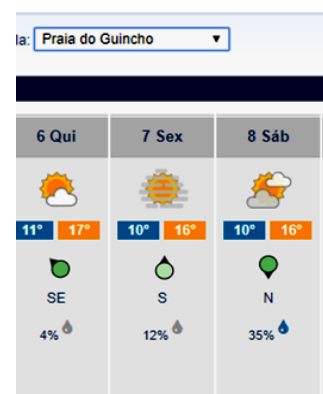 la: Praia do Guincho
6 Qui 7 Sex 8 Sáb
11° 17° 10° 16° 10° 16°
SE S N
4% 12% 35%